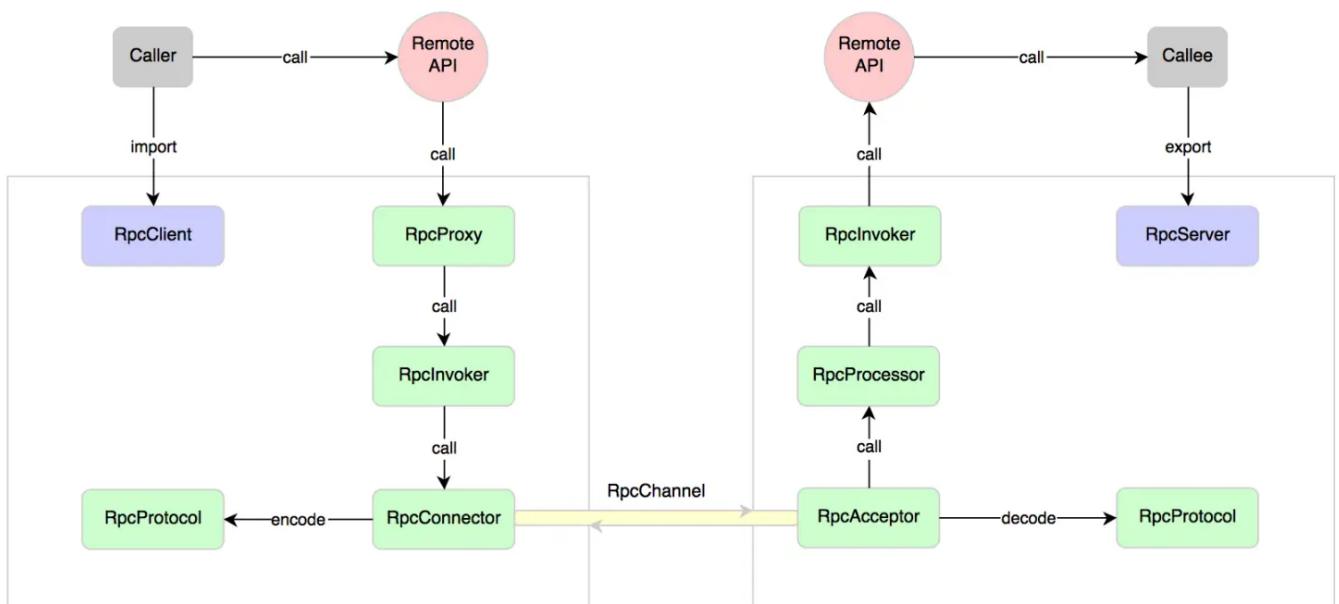 Caller
call
Remote
API
Remote
API
call
Callee
import
call
call
export
RpcClient
RpcProxy
RpcInvoker
RpcServer
call
call
RpcInvoker
RpcProcessor
call
call
RpcChannel
RpcProtocol
encode
RpcConnector
RpcAcceptor
decode
RpcProtocol